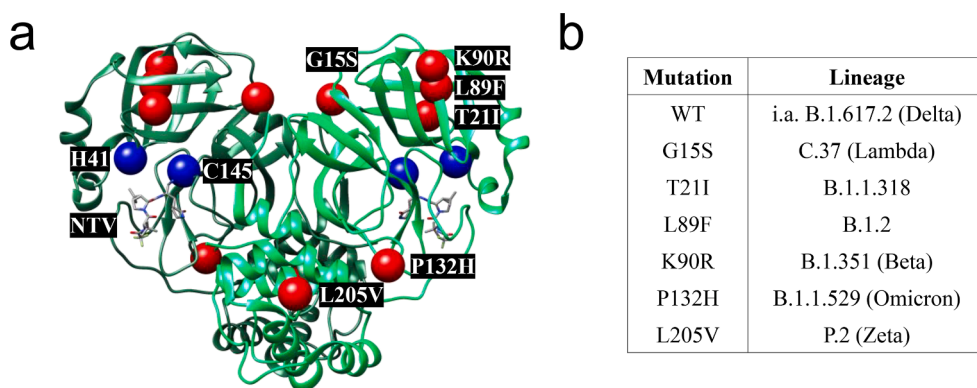 a
G15S
K90R
L89F
T21I
H41
C145
NTV
P132H
L205V
b
Mutation Lineage
WT i.a. B.1.617.2 (Delta)
G15S C.37 (Lambda)
T21I B.1.1.318
L89F B.1.2
K90R B.1.351 (Beta)
P132H B.1.1.529 (Omicron)
L205V P.2 (Zeta)